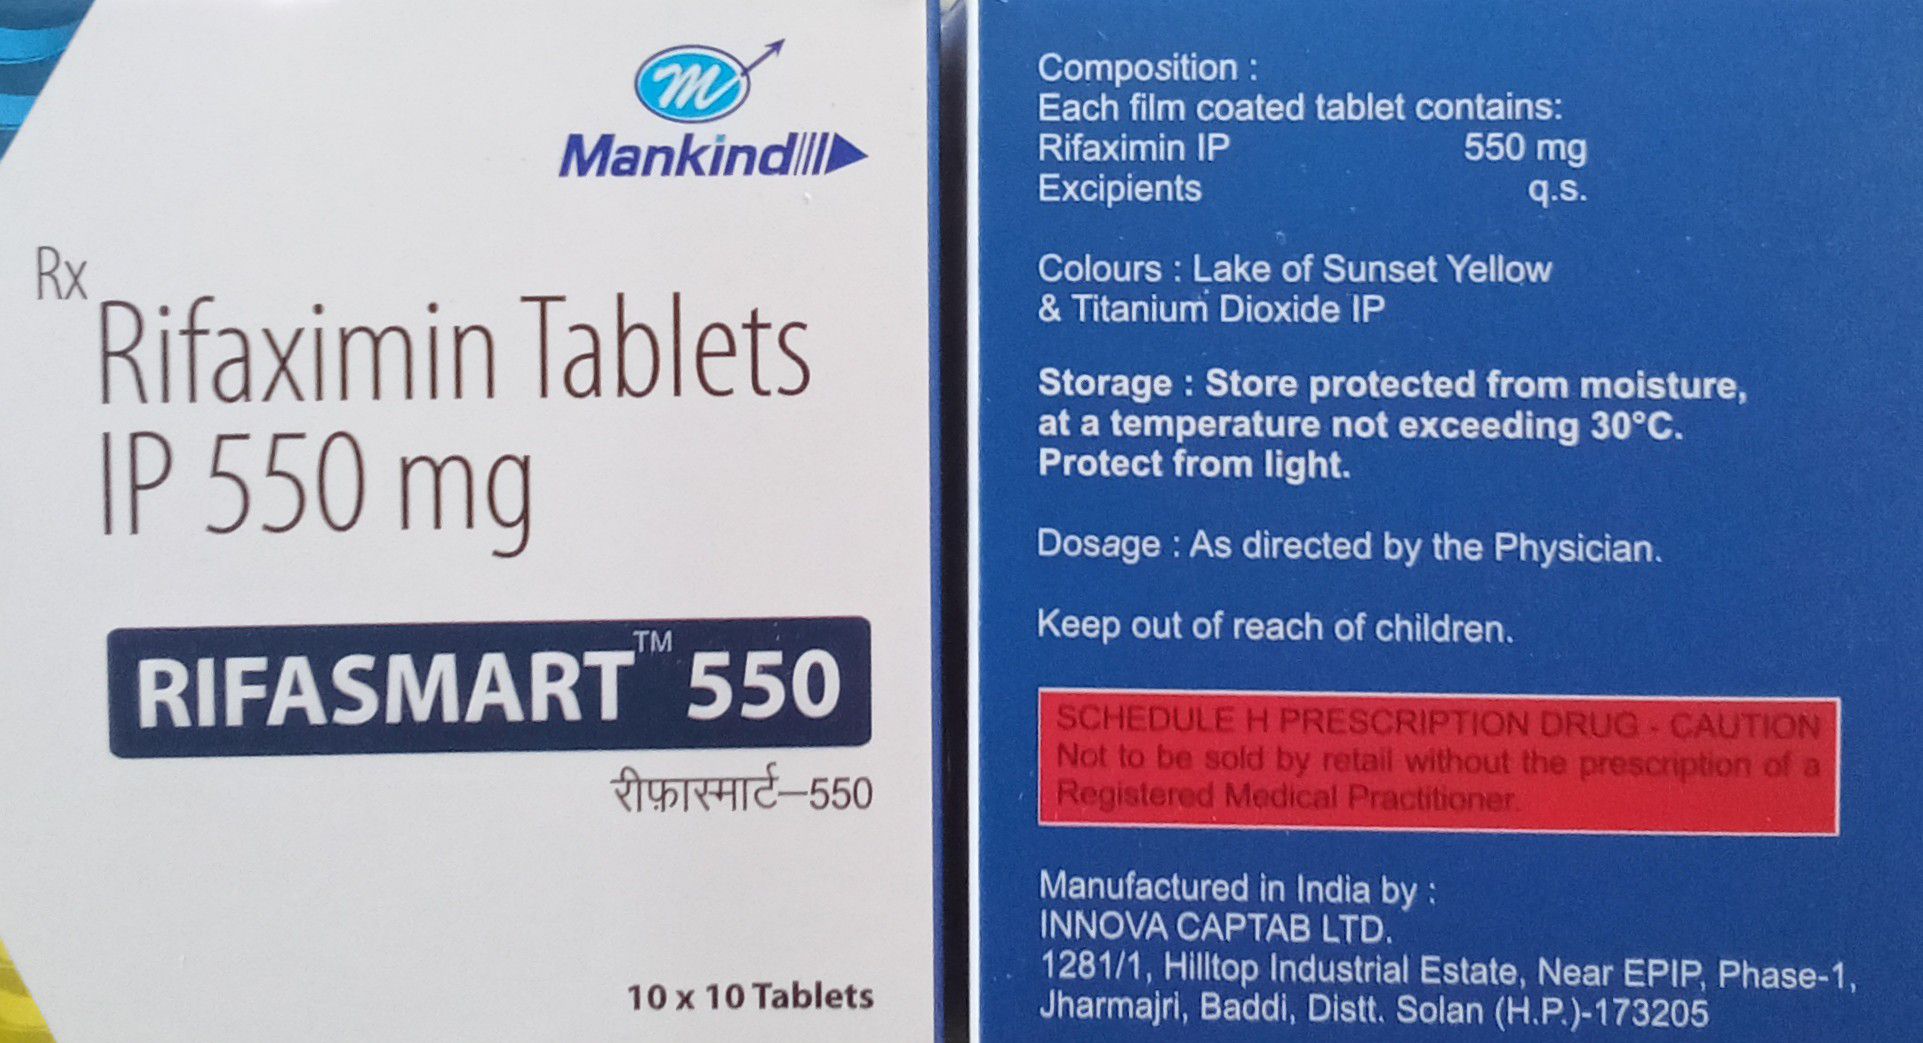 m
Mankind
Rx
Rifaximin Tablets
IP 550 mg
RIFASMART™ 550
रीफ़ास्मार्ट–550
10 x 10 Tablets
Composition :
Each film coated tablet contains:
Rifaximin IP 550 mg
Excipients q.s.
Colours : Lake of Sunset Yellow
& Titanium Dioxide IP
Storage : Store protected from moisture,
at a temperature not exceeding 30°C.
Protect from light.
Dosage : As directed by the Physician.
Keep out of reach of children.
SCHEDULE H PRESCRIPTION DRUG - CAUTION
Not to be sold by retail without the prescription of a
Registered Medical Practitioner.
Manufactured in India by :
INNOVA CAPTAB LTD.
1281/1, Hilltop Industrial Estate, Near EPIP, Phase-1,
Jharmajri, Baddi, Distt. Solan (H.P.)-173205